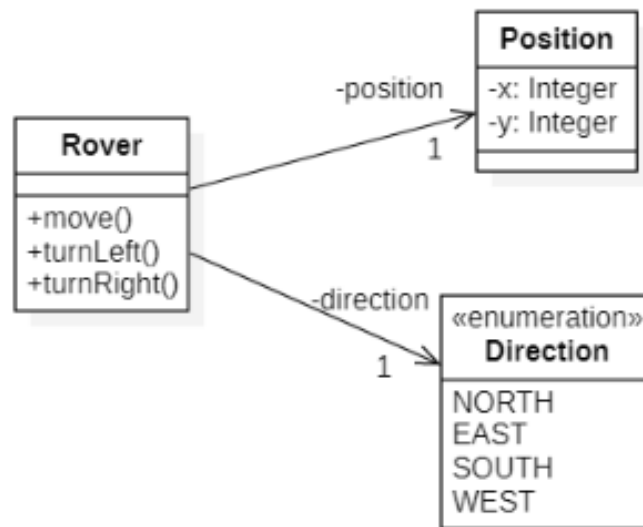 Rover
+move()
+turnLeft()
+turnRight()
-position
1
Position
-x: Integer
-y: Integer
-direction
1
«enumeration»
Direction
NORTH
EAST
SOUTH
WEST